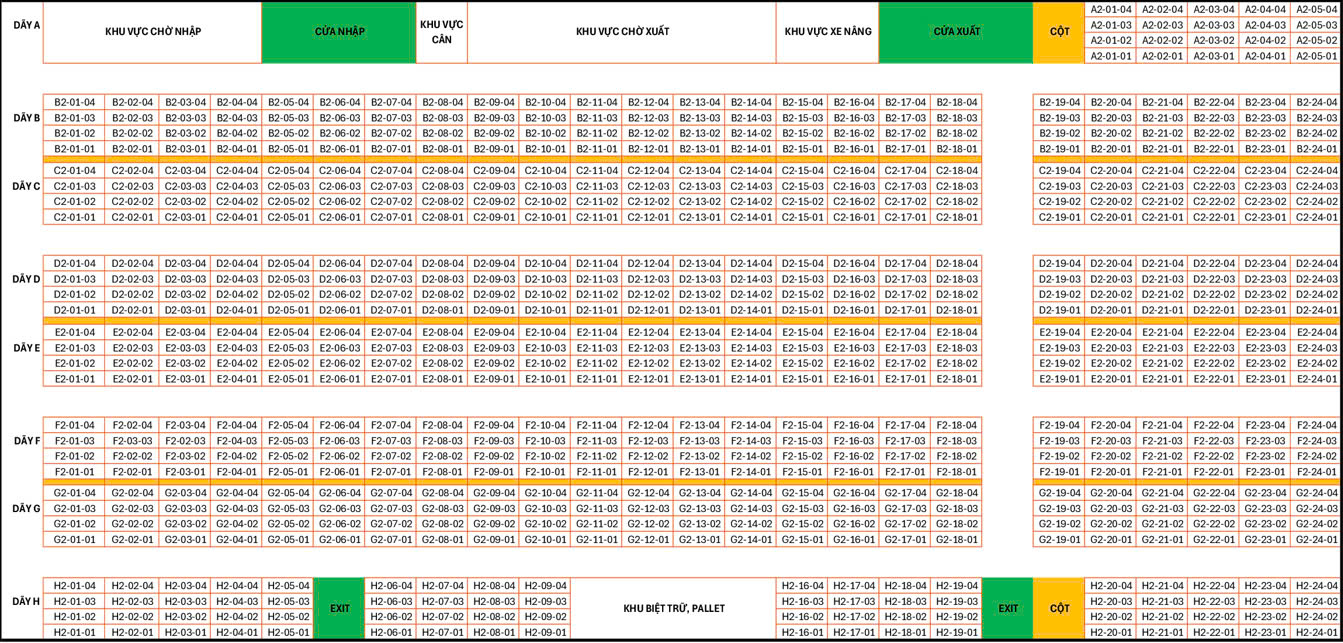 A2-01-04 A2-02-04 A2-03-04 A2-04-04 A2-05-04
DÃY A KHU VỰC CHỜ NHẬP CỬA NHẬP KHU VỰC CÂN KHU VỰC CHỜ XUẤT KHU VỰC XE NÂNG CỬA XUẤT CỘT A2-01-03 A2-02-03 A2-03-03 A2-04-03 A2-05-03
A2-01-02 A2-02-02 A2-03-02 A2-04-02 A2-05-02
A2-01-01 A2-02-01 A2-03-01 A2-04-01 A2-05-01
B2-01-04 B2-02-04 B2-03-04 B2-04-04 B2-05-04 B2-06-04 B2-07-04 B2-08-04 B2-09-04 B2-10-04 B2-11-04 B2-12-04 B2-13-04 B2-14-04 B2-15-04 B2-16-04 B2-17-04 B2-18-04 B2-19-04 B2-20-04 B2-21-04 B2-22-04 B2-23-04 B2-24-04
DÃY B B2-01-03 B2-02-03 B2-03-03 B2-04-03 B2-05-03 B2-06-03 B2-07-03 B2-08-03 B2-09-03 B2-10-03 B2-11-03 B2-12-03 B2-13-03 B2-14-03 B2-15-03 B2-16-03 B2-17-03 B2-18-03 B2-19-03 B2-20-03 B2-21-03 B2-22-03 B2-23-03 B2-24-03
B2-01-02 B2-02-02 B2-03-02 B2-04-02 B2-05-02 B2-06-02 B2-07-02 B2-08-02 B2-09-02 B2-10-02 B2-11-02 B2-12-02 B2-13-02 B2-14-02 B2-15-02 B2-16-02 B2-17-02 B2-18-02 B2-19-02 B2-20-02 B2-21-02 B2-22-02 B2-23-02 B2-24-02
B2-01-01 B2-02-01 B2-03-01 B2-04-01 B2-05-01 B2-06-01 B2-07-01 B2-08-01 B2-09-01 B2-10-01 B2-11-01 B2-12-01 B2-13-01 B2-14-01 B2-15-01 B2-16-01 B2-17-01 B2-18-01 B2-19-01 B2-20-01 B2-21-01 B2-22-01 B2-23-01 B2-24-01
C2-01-04 C2-02-04 C2-03-04 C2-04-04 C2-05-04 C2-06-04 C2-07-04 C2-08-04 C2-09-04 C2-10-04 C2-11-04 C2-12-04 C2-13-04 C2-14-04 C2-15-04 C2-16-04 C2-17-04 C2-18-04 C2-19-04 C2-20-04 C2-21-04 C2-22-04 C2-23-04 C2-24-04
DÃY C C2-01-03 C2-02-03 C2-03-03 C2-04-03 C2-05-03 C2-06-03 C2-07-03 C2-08-03 C2-09-03 C2-10-03 C2-11-03 C2-12-03 C2-13-03 C2-14-03 C2-15-03 C2-16-03 C2-17-03 C2-18-03 C2-19-03 C2-20-03 C2-21-03 C2-22-03 C2-23-03 C2-24-03
C2-01-02 C2-02-02 C2-03-02 C2-04-02 C2-05-02 C2-06-02 C2-07-02 C2-08-02 C2-09-02 C2-10-02 C2-11-02 C2-12-02 C2-13-02 C2-14-02 C2-15-02 C2-16-02 C2-17-02 C2-18-02 C2-19-02 C2-20-02 C2-21-02 C2-22-02 C2-23-02 C2-24-02
C2-01-01 C2-02-01 C2-03-01 C2-04-01 C2-05-01 C2-06-01 C2-07-01 C2-08-01 C2-09-01 C2-10-01 C2-11-01 C2-12-01 C2-13-01 C2-14-01 C2-15-01 C2-16-01 C2-17-01 C2-18-01 C2-19-01 C2-20-01 C2-21-01 C2-22-01 C2-23-01 C2-24-01
D2-01-04 D2-02-04 D2-03-04 D2-04-04 D2-05-04 D2-06-04 D2-07-04 D2-08-04 D2-09-04 D2-10-04 D2-11-04 D2-12-04 D2-13-04 D2-14-04 D2-15-04 D2-16-04 D2-17-04 D2-18-04 D2-19-04 D2-20-04 D2-21-04 D2-22-04 D2-23-04 D2-24-04
DÃY D D2-01-03 D2-02-03 D2-03-03 D2-04-03 D2-05-03 D2-06-03 D2-07-03 D2-08-03 D2-09-03 D2-10-03 D2-11-03 D2-12-03 D2-13-03 D2-14-03 D2-15-03 D2-16-03 D2-17-03 D2-18-03 D2-19-03 D2-20-03 D2-21-03 D2-22-03 D2-23-03 D2-24-03
D2-01-02 D2-02-02 D2-03-02 D2-04-02 D2-05-02 D2-06-02 D2-07-02 D2-08-02 D2-09-02 D2-10-02 D2-11-02 D2-12-02 D2-13-02 D2-14-02 D2-15-02 D2-16-02 D2-17-02 D2-18-02 D2-19-02 D2-20-02 D2-21-02 D2-22-02 D2-23-02 D2-24-02
D2-01-01 D2-02-01 D2-03-01 D2-04-01 D2-05-01 D2-06-01 D2-07-01 D2-08-01 D2-09-01 D2-10-01 D2-11-01 D2-12-01 D2-13-01 D2-14-01 D2-15-01 D2-16-01 D2-17-01 D2-18-01 D2-19-01 D2-20-01 D2-21-01 D2-22-01 D2-23-01 D2-24-01
E2-01-04 E2-02-04 E2-03-04 E2-04-04 E2-05-04 E2-06-04 E2-07-04 E2-08-04 E2-09-04 E2-10-04 E2-11-04 E2-12-04 E2-13-04 E2-14-04 E2-15-04 E2-16-04 E2-17-04 E2-18-04 E2-19-04 E2-20-04 E2-21-04 E2-22-04 E2-23-04 E2-24-04
DÃY E E2-01-03 E2-02-03 E2-03-03 E2-04-03 E2-05-03 E2-06-03 E2-07-03 E2-08-03 E2-09-03 E2-10-03 E2-11-03 E2-12-03 E2-13-03 E2-14-03 E2-15-03 E2-16-03 E2-17-03 E2-18-03 E2-19-03 E2-20-03 E2-21-03 E2-22-03 E2-23-03 E2-24-03
E2-01-02 E2-02-02 E2-03-02 E2-04-02 E2-05-02 E2-06-02 E2-07-02 E2-08-02 E2-09-02 E2-10-02 E2-11-02 E2-12-02 E2-13-02 E2-14-02 E2-15-02 E2-16-02 E2-17-02 E2-18-02 E2-19-02 E2-20-02 E2-21-02 E2-22-02 E2-23-02 E2-24-02
E2-01-01 E2-02-01 E2-03-01 E2-04-01 E2-05-01 E2-06-01 E2-07-01 E2-08-01 E2-09-01 E2-10-01 E2-11-01 E2-12-01 E2-13-01 E2-14-01 E2-15-01 E2-16-01 E2-17-01 E2-18-01 E2-19-01 E2-20-01 E2-21-01 E2-22-01 E2-23-01 E2-24-01
F2-01-04 F2-02-04 F2-03-04 F2-04-04 F2-05-04 F2-06-04 F2-07-04 F2-08-04 F2-09-04 F2-10-04 F2-11-04 F2-12-04 F2-13-04 F2-14-04 F2-15-04 F2-16-04 F2-17-04 F2-18-04 F2-19-04 F2-20-04 F2-21-04 F2-22-04 F2-23-04 F2-24-04
DÃY F F2-01-03 F2-03-03 F2-02-03 F2-04-03 F2-05-03 F2-06-03 F2-07-03 F2-08-03 F2-09-03 F2-10-03 F2-11-03 F2-12-03 F2-13-03 F2-14-03 F2-15-03 F2-16-03 F2-17-03 F2-18-03 F2-19-03 F2-20-03 F2-21-03 F2-22-03 F2-23-03 F2-24-03
F2-01-02 F2-02-02 F2-03-02 F2-04-02 F2-05-02 F2-06-02 F2-07-02 F2-08-02 F2-09-02 F2-10-02 F2-11-02 F2-12-02 F2-13-02 F2-14-02 F2-15-02 F2-16-02 F2-17-02 F2-18-02 F2-19-02 F2-20-02 F2-21-02 F2-22-02 F2-23-02 F2-24-02
F2-01-01 F2-02-01 F2-03-01 F2-04-01 F2-05-01 F2-06-01 F2-07-01 F2-08-01 F2-09-01 F2-10-01 F2-11-01 F2-12-01 F2-13-01 F2-14-01 F2-15-01 F2-16-01 F2-17-01 F2-18-01 F2-19-01 F2-20-01 F2-21-01 F2-22-01 F2-23-01 F2-24-01
G2-01-04 G2-02-04 G2-03-04 G2-04-04 G2-05-04 G2-06-04 G2-07-04 G2-08-04 G2-09-04 G2-10-04 G2-11-04 G2-12-04 G2-13-04 G2-14-04 G2-15-04 G2-16-04 G2-17-04 G2-18-04 G2-19-04 G2-20-04 G2-21-04 G2-22-04 G2-23-04 G2-24-04
DÃY G G2-01-03 G2-02-03 G2-03-03 G2-04-03 G2-05-03 G2-06-03 G2-07-03 G2-08-03 G2-09-03 G2-10-03 G2-11-03 G2-12-03 G2-13-03 G2-14-03 G2-15-03 G2-16-03 G2-17-03 G2-18-03 G2-19-03 G2-20-03 G2-21-03 G2-22-03 G2-23-03 G2-24-03
G2-01-02 G2-02-02 G2-03-02 G2-04-02 G2-05-02 G2-06-02 G2-07-02 G2-08-02 G2-09-02 G2-10-02 G2-11-02 G2-12-02 G2-13-02 G2-14-02 G2-15-02 G2-16-02 G2-17-02 G2-18-02 G2-19-02 G2-20-02 G2-21-02 G2-22-02 G2-23-02 G2-24-02
G2-01-01 G2-02-01 G2-03-01 G2-04-01 G2-05-01 G2-06-01 G2-07-01 G2-08-01 G2-09-01 G2-10-01 G2-11-01 G2-12-01 G2-13-01 G2-14-01 G2-15-01 G2-16-01 G2-17-01 G2-18-01 G2-19-01 G2-20-01 G2-21-01 G2-22-01 G2-23-01 G2-24-01
H2-01-04 H2-02-04 H2-03-04 H2-04-04 H2-05-04 H2-06-04 H2-07-04 H2-08-04 H2-09-04 H2-16-04 H2-17-04 H2-18-04 H2-19-04 H2-20-04 H2-21-04 H2-22-04 H2-23-04 H2-24-04
DÃY H H2-01-03 H2-02-03 H2-03-03 H2-04-03 H2-05-03 EXIT H2-06-03 H2-07-03 H2-08-03 H2-09-03 KHU BIỆT TRỮ, PALLET H2-16-03 H2-17-03 H2-18-03 H2-19-03 EXIT CỘT H2-20-03 H2-21-03 H2-22-03 H2-23-03 H2-24-03
H2-01-02 H2-02-02 H2-03-02 H2-04-02 H2-05-02 H2-06-02 H2-07-02 H2-08-02 H2-09-02 H2-16-02 H2-17-02 H2-18-02 H2-19-02 H2-20-02 H2-21-02 H2-22-02 H2-23-02 H2-24-02
H2-01-01 H2-02-01 H2-03-01 H2-04-01 H2-05-01 H2-06-01 H2-07-01 H2-08-01 H2-09-01 H2-16-01 H2-17-01 H2-18-01 H2-19-01 H2-20-01 H2-21-01 H2-22-01 H2-23-01 H2-24-01